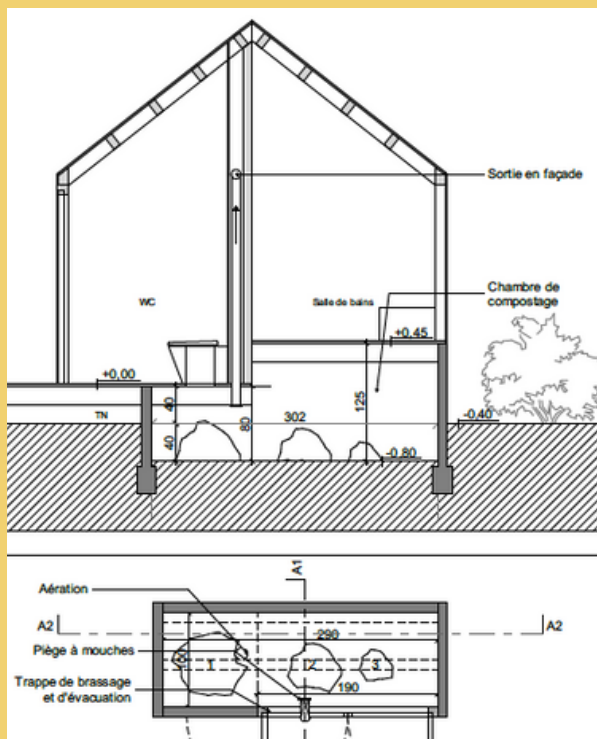 Sortie en façade
WC
Salle de bains
Chambre de
compostage
+0,45
+0,00
TN
40
80
302
125
-0,40
40
-0,80
A1
Aération
A2
A2
290
Piège à mouches
100
1
2
3
190
Trappe de brassage
et d'évacuation